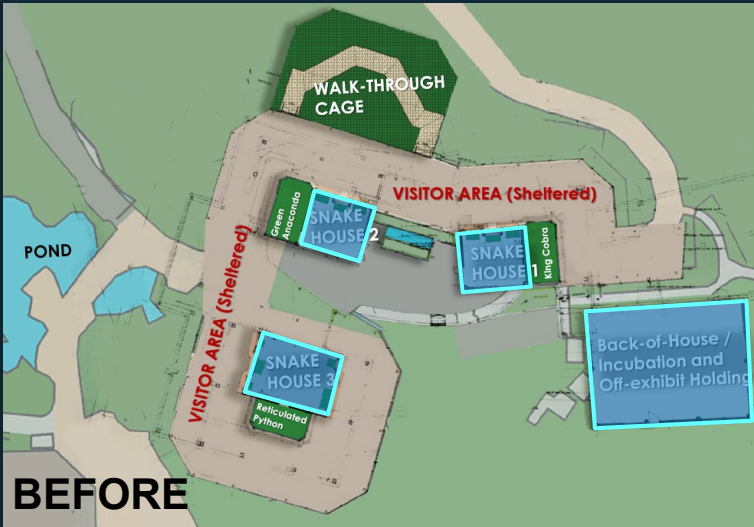 WALK-THROUGH
CAGE
VISITOR AREA (Sheltered)
Green
Anaconda
SNAKE
HOUSE 2
SNAKE
HOUSE 1
King Cobra
POND
VISITOR AREA (Sheltered)
Back-of-House /
Incubation and
Off-exhibit Holding
SNAKE
HOUSE 3
Reticulated
Python
BEFORE